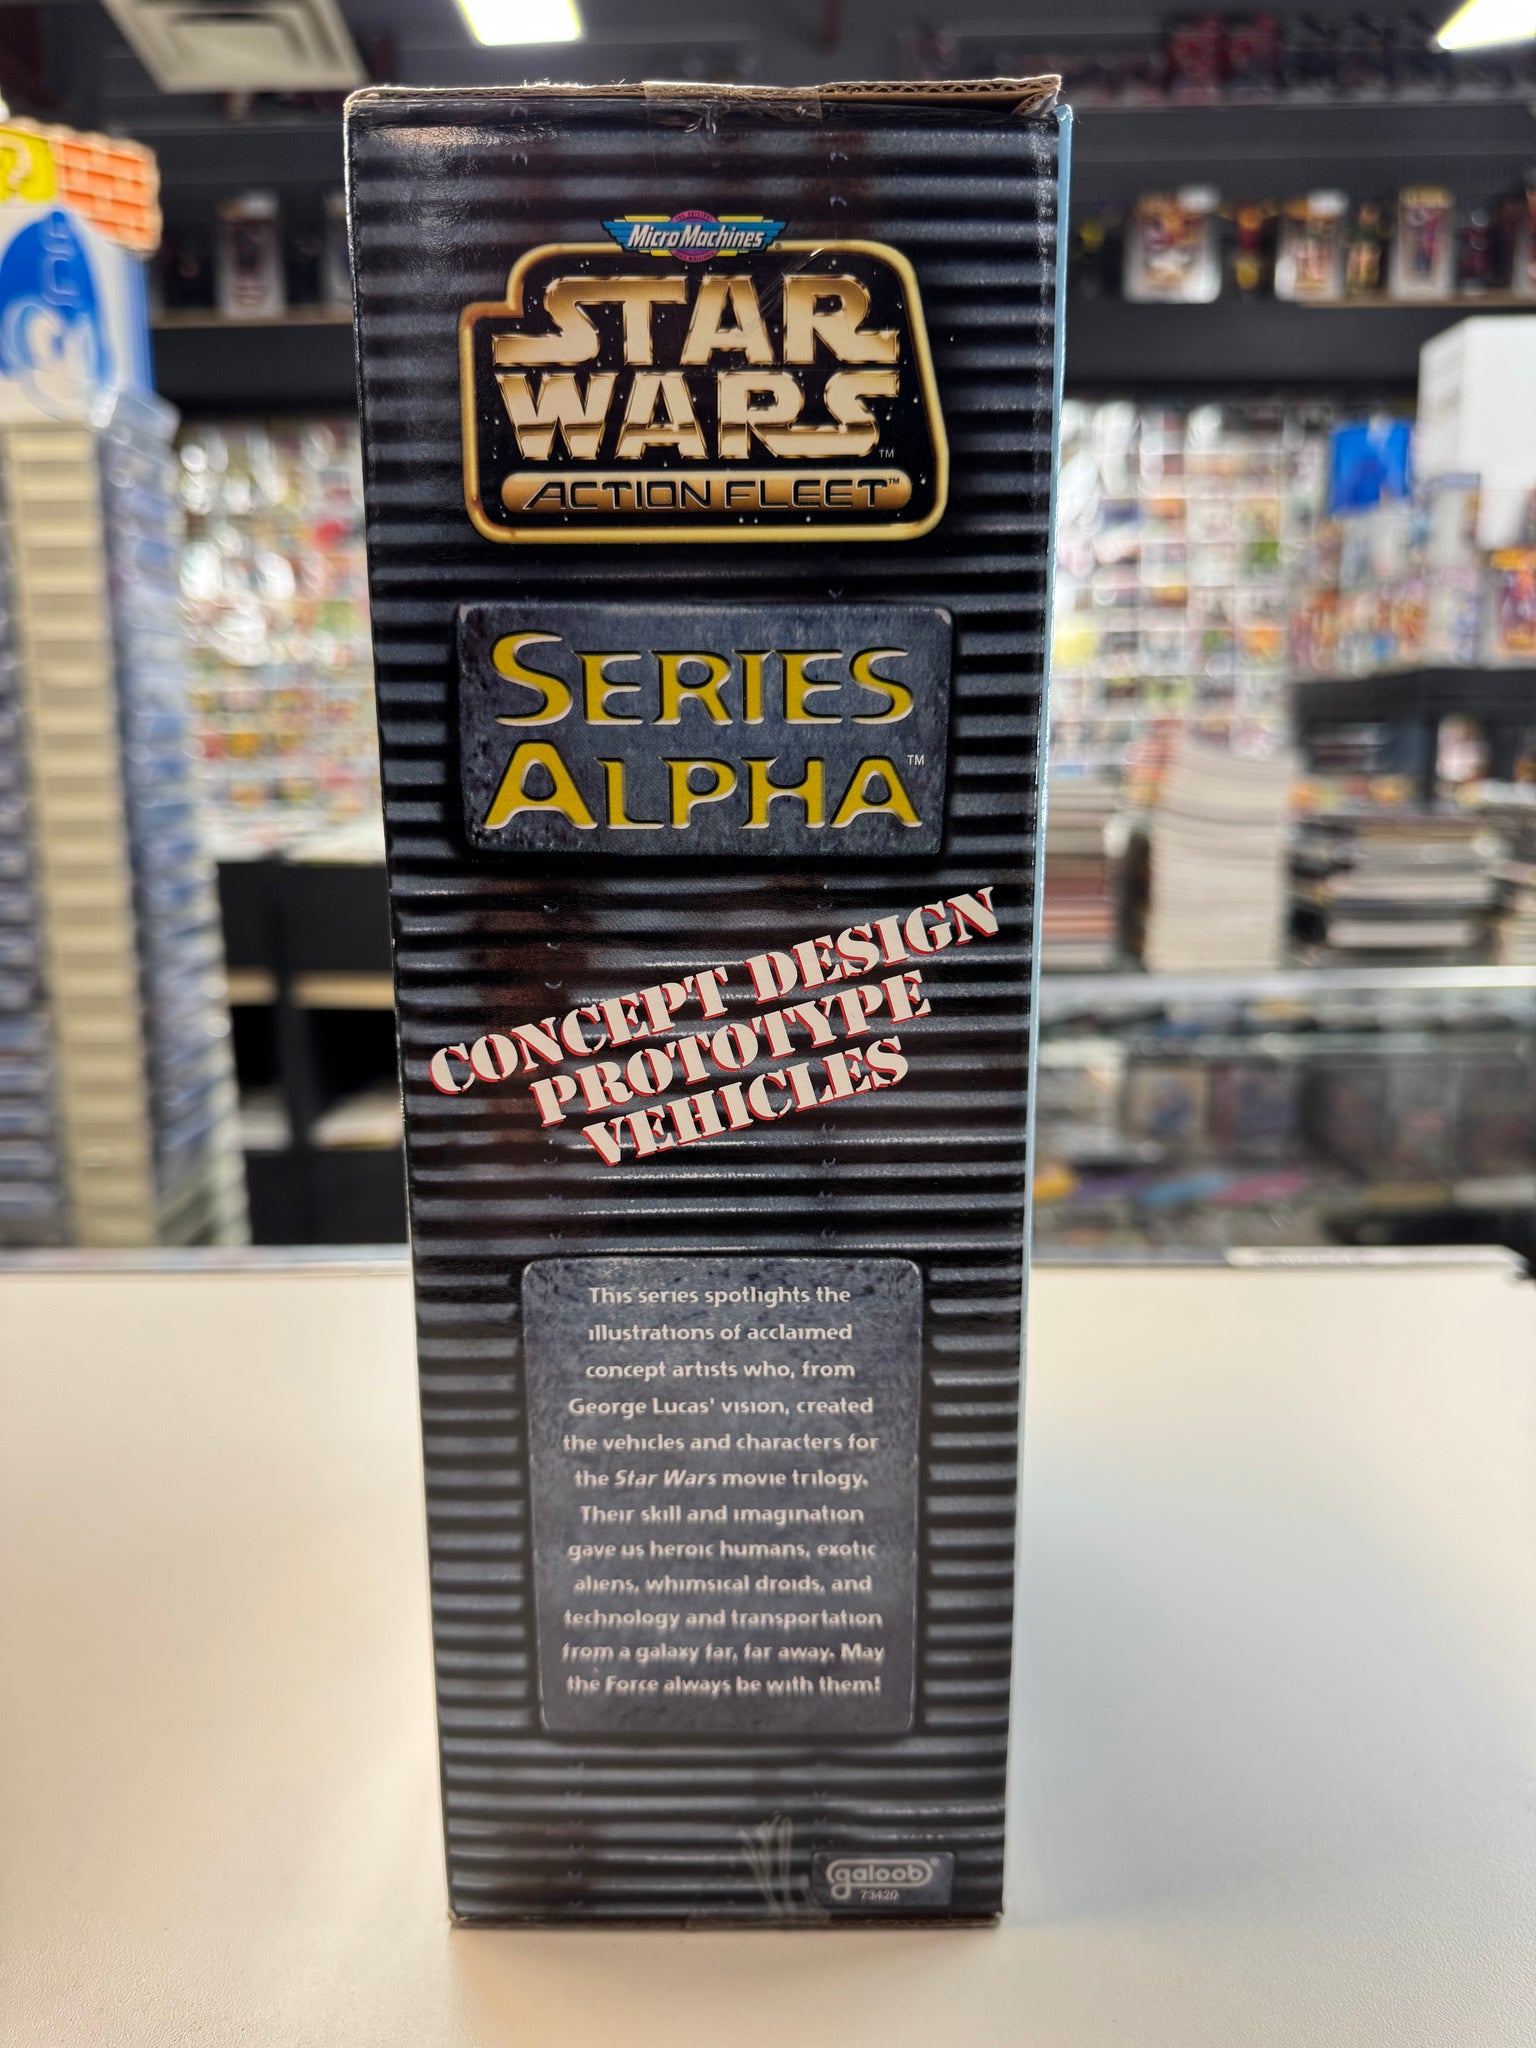 Micro Machines
STAR
WARS™
ACTION FLEET™
SERIES
ALPHA™
CONCEPT DESIGN
PROTOTYPE
VEHICLES
This series spotlights the
illustrations of acclaimed
concept artists who, from
George Lucas' vision, created
the vehicles and characters for
the Star Wars movie trilogy.
Their skill and imagination
gave us heroic humans, exotic
aliens, whimsical droids, and
technology and transportation
from a galaxy far, far away. May
the Force always be with them!
galoob®
73420